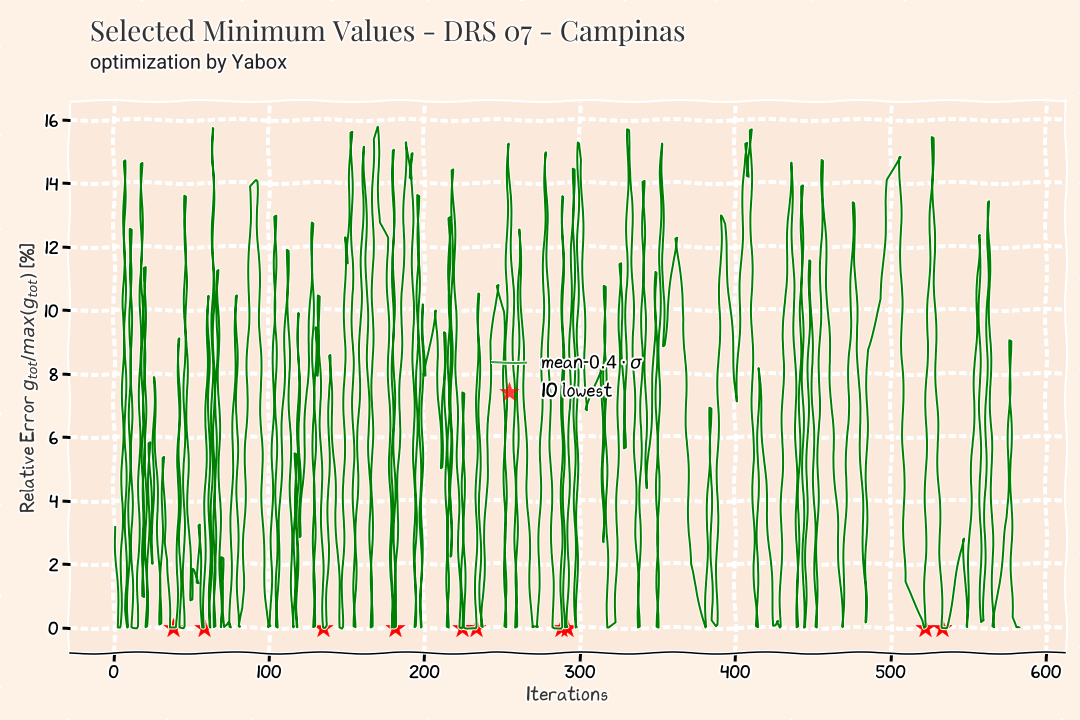 Selected Minimum Values - DRS 07 - Campinas
optimization by Yabox
Relative Error g_tot/max(g_tot) [%]
16
14
12
10
8
6
4
2
0
mean-0.4 · σ
10 lowest
0 100 200 300 400 500 600
Iterations